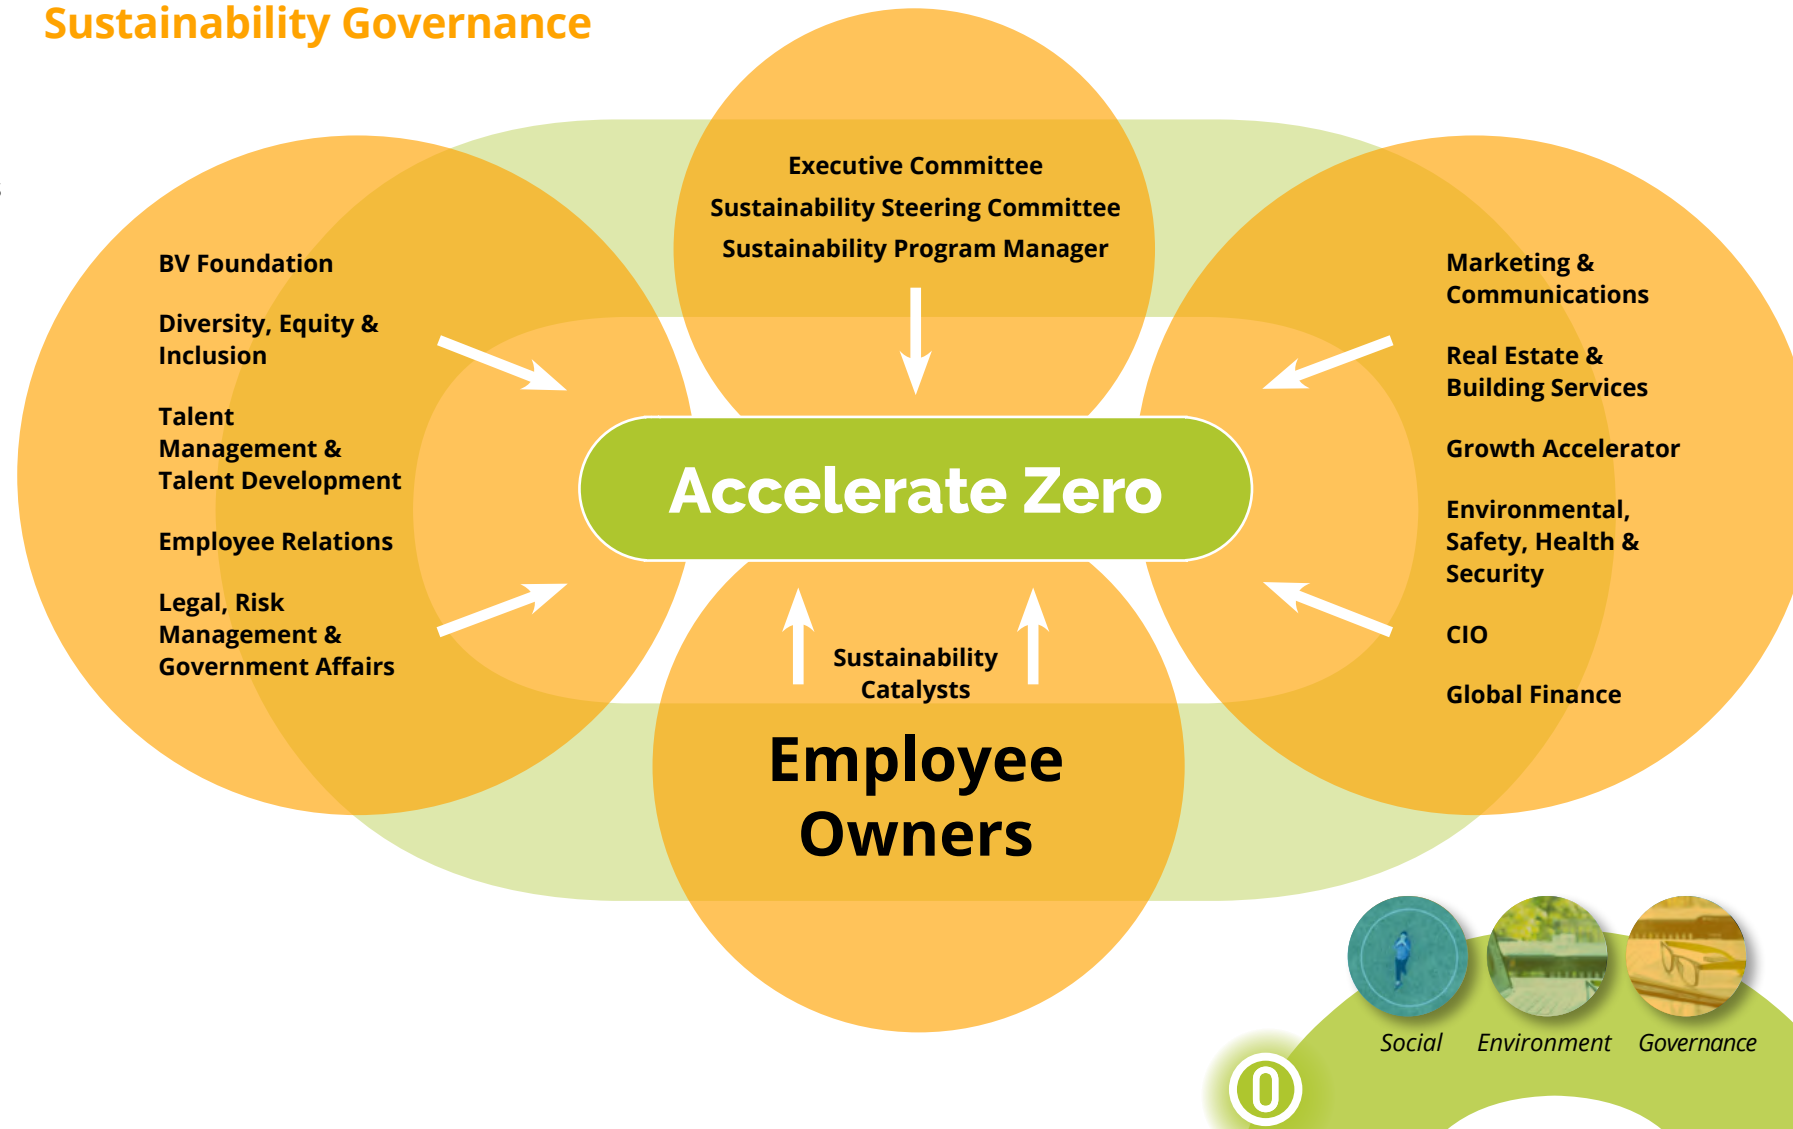 Sustainability Governance
Executive Committee
Sustainability Steering Committee
Sustainability Program Manager
BV Foundation
Diversity, Equity &
Inclusion
Talent
Management &
Talent Development
Employee Relations
Legal, Risk
Management &
Government Affairs
Accelerate Zero
Marketing &
Communications
Real Estate &
Building Services
Growth Accelerator
Environmental,
Safety, Health &
Security
CIO
Global Finance
Sustainability
Catalysts
Employee
Owners
Social
Environment
Governance
0